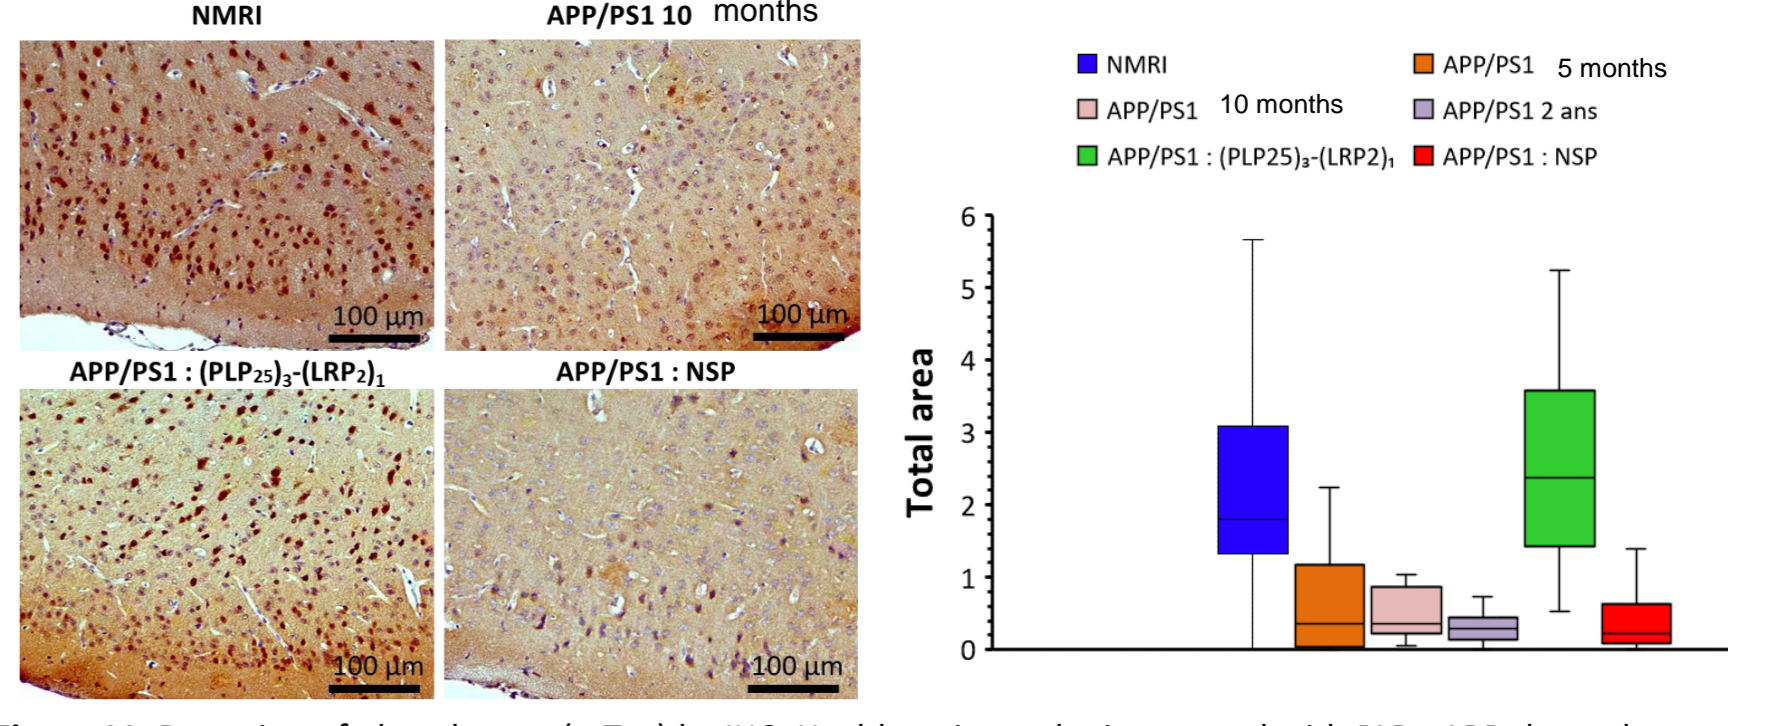 NMRI
APP/PS1 10 months
100 µm
100 µm
APP/PS1 : (PLP₂₅)₃-(LRP₂)₁
APP/PS1 : NSP
100 µm
100 µm
NMRI
APP/PS1 5 months
APP/PS1 10 months
APP/PS1 2 ans
APP/PS1 : (PLP25)₃-(LRP2)₁
APP/PS1 : NSP
Total area
6
5
4
3
2
1
0